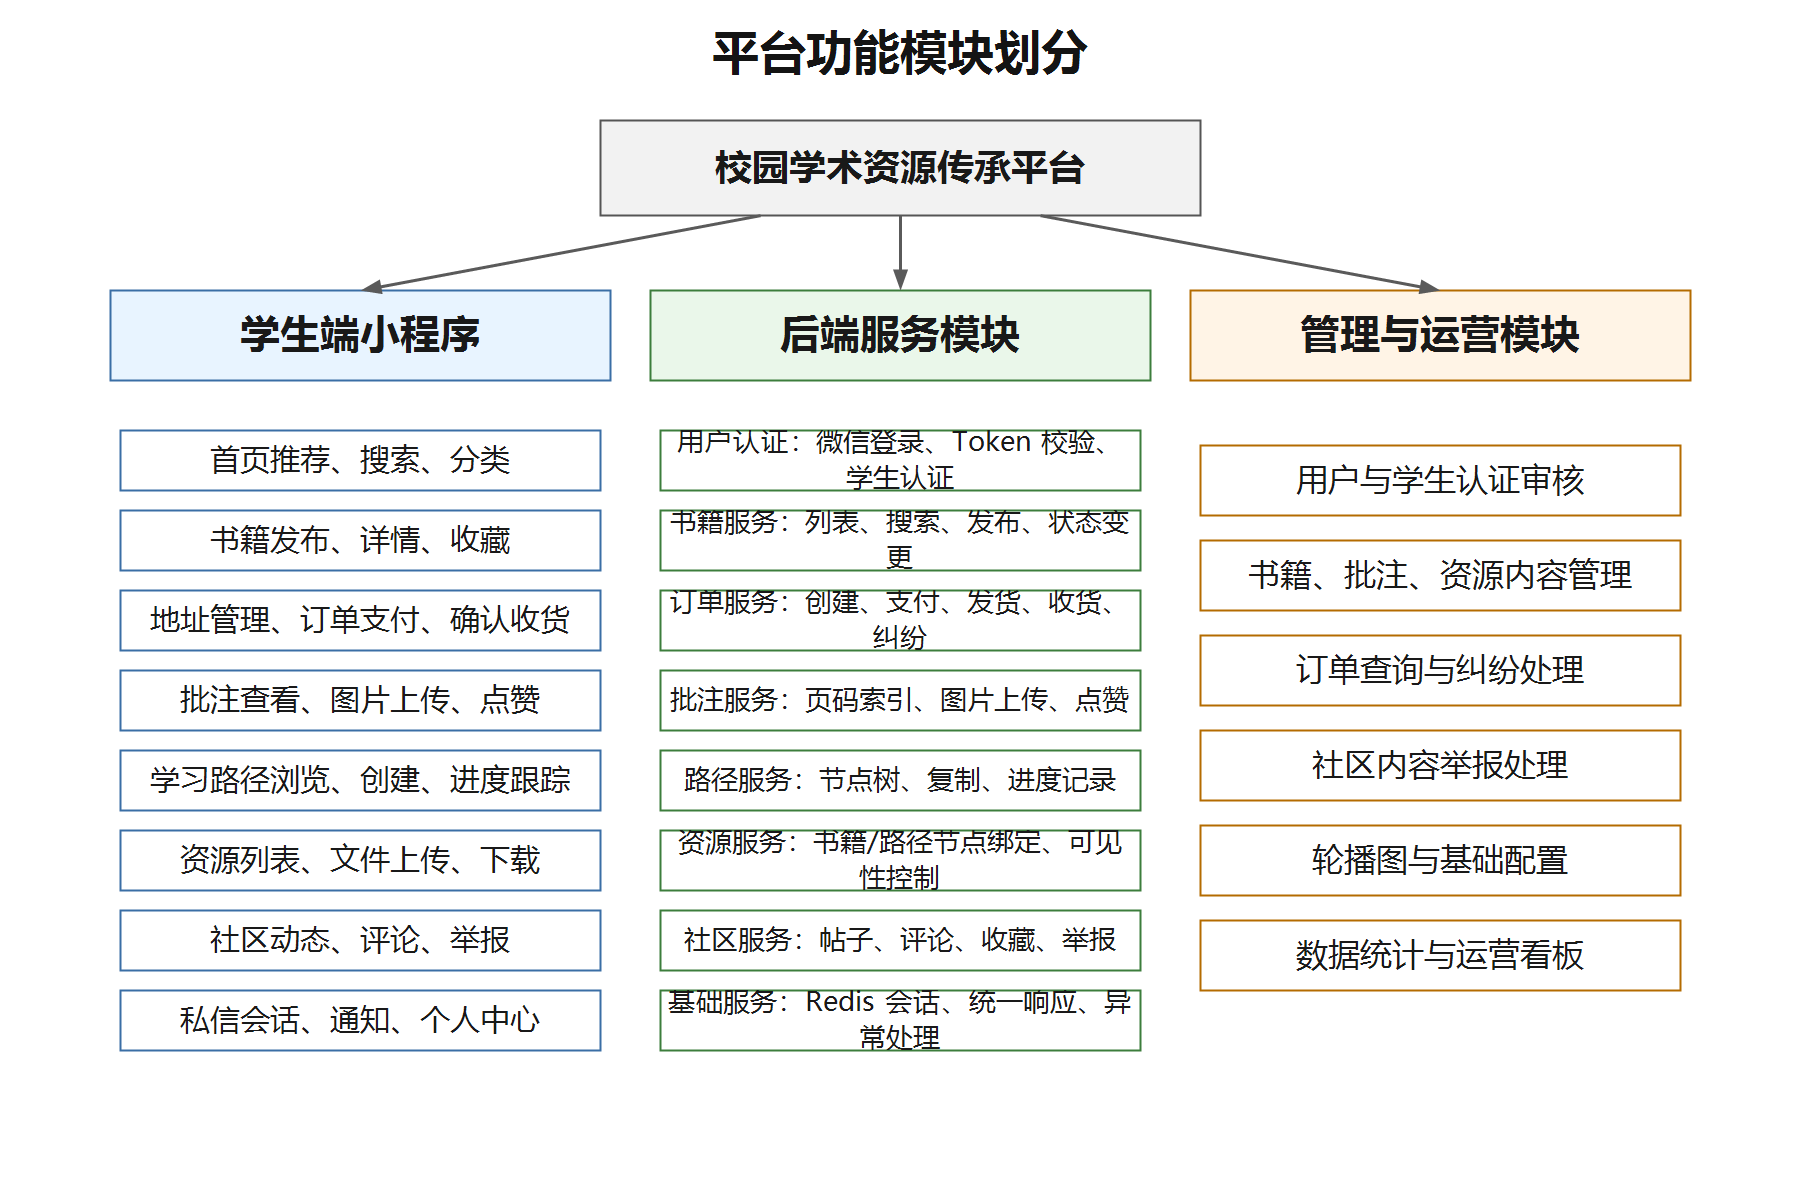 平台功能模块划分
校园学术资源传承平台
学生端小程序
首页推荐、搜索、分类
书籍发布、详情、收藏
地址管理、订单支付、确认收货
批注查看、图片上传、点赞
学习路径浏览、创建、进度跟踪
资源列表、文件上传、下载
社区动态、评论、举报
私信会话、通知、个人中心
后端服务模块
用户认证：微信登录、Token 校验、
学生认证
书籍服务：列表、搜索、发布、状态变
更
订单服务：创建、支付、发货、收货、
纠纷
批注服务：页码索引、图片上传、点赞
路径服务：节点树、复制、进度记录
资源服务：书籍/路径节点绑定、可见
性控制
社区服务：帖子、评论、收藏、举报
基础服务：Redis 会话、统一响应、异
常处理
管理与运营模块
用户与学生认证审核
书籍、批注、资源内容管理
订单查询与纠纷处理
社区内容举报处理
轮播图与基础配置
数据统计与运营看板